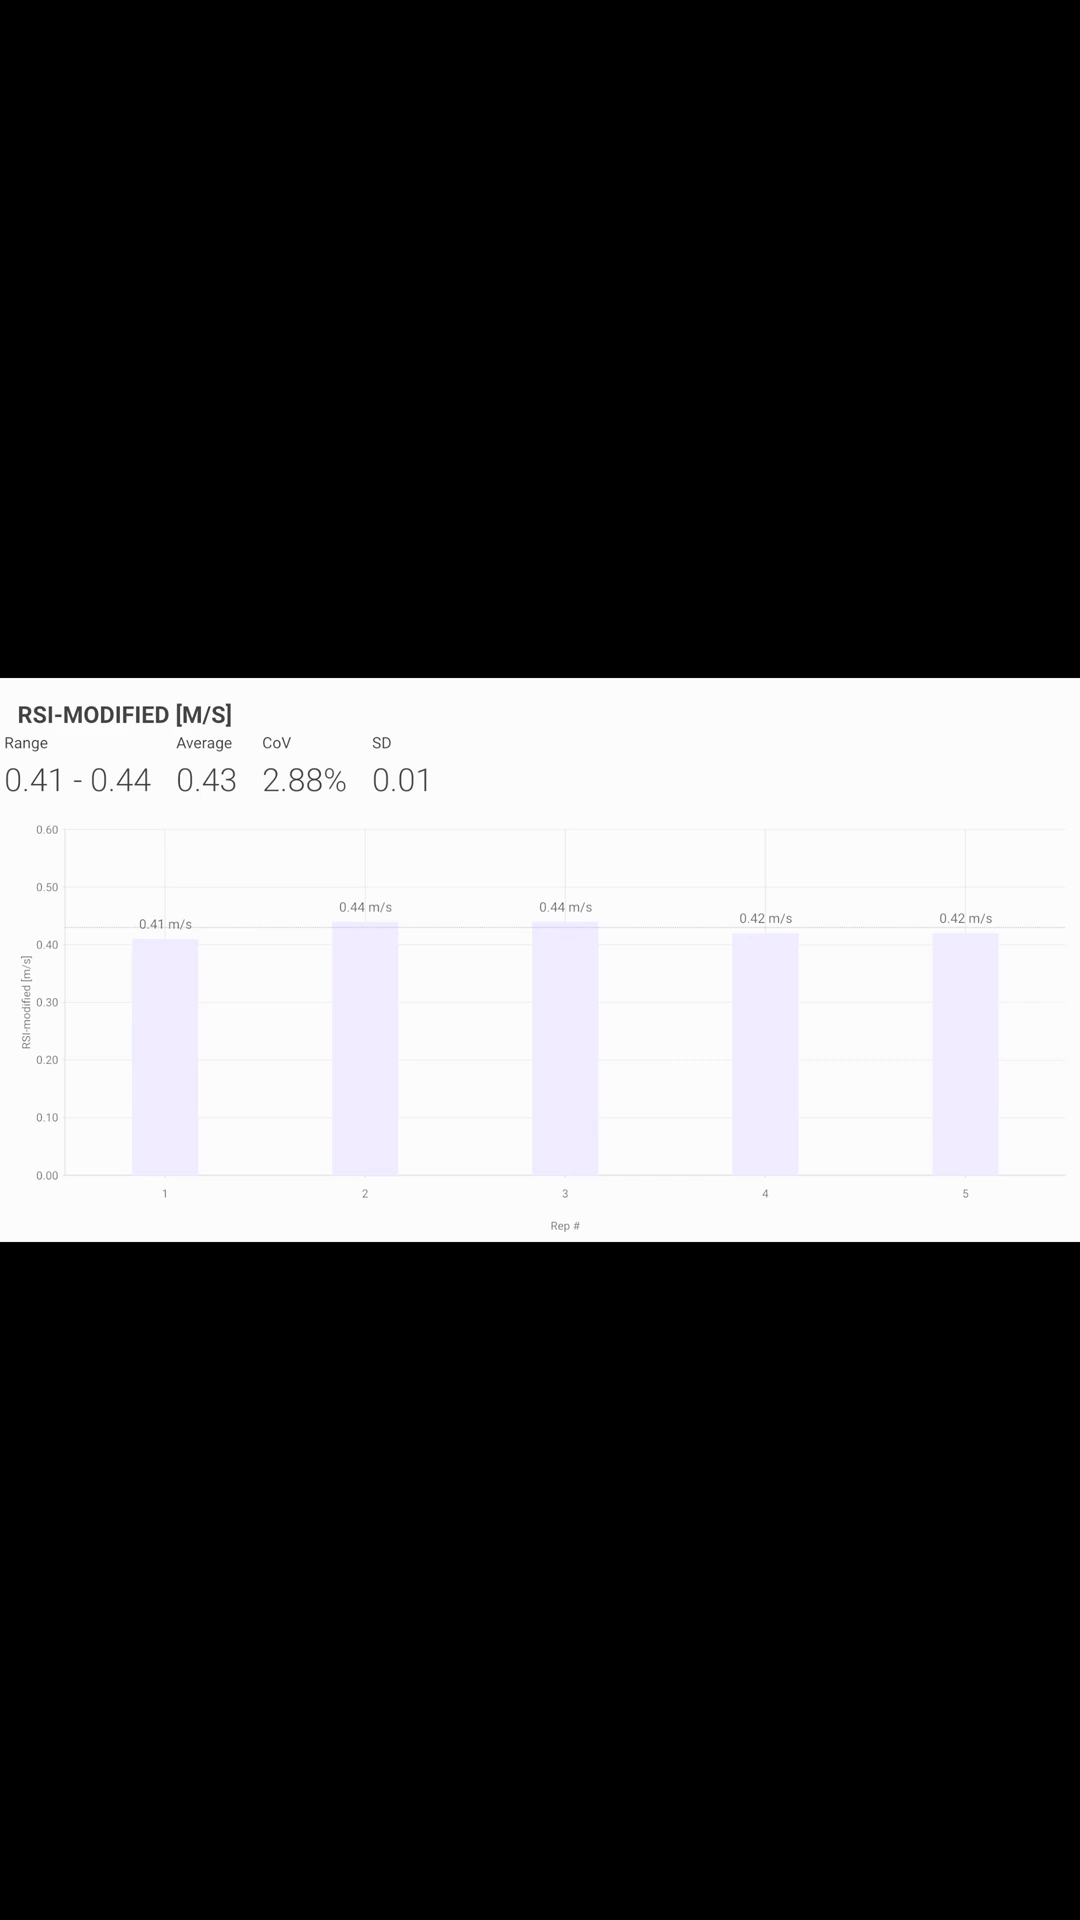 RSI-MODIFIED [M/S]
Range Average CoV SD
0.41 - 0.44 0.43 2.88% 0.01
0.60
0.50
0.40
0.30
0.20
0.10
0.00
RSI-modified [m/s]
0.41 m/s
0.44 m/s
0.44 m/s
0.42 m/s
0.42 m/s
1 2 3 4 5
Rep #